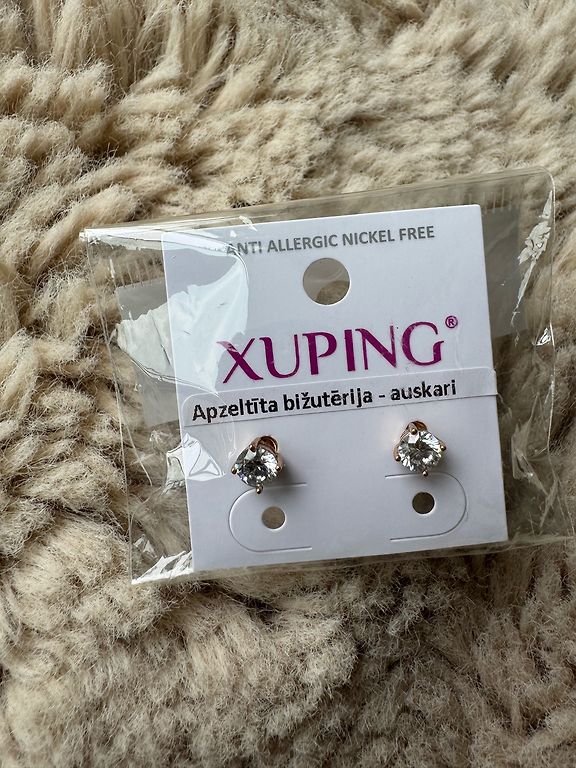 ANTI ALLERGIC NICKEL FREE
XUPING®
Apzeltīta bižutērija - auskari